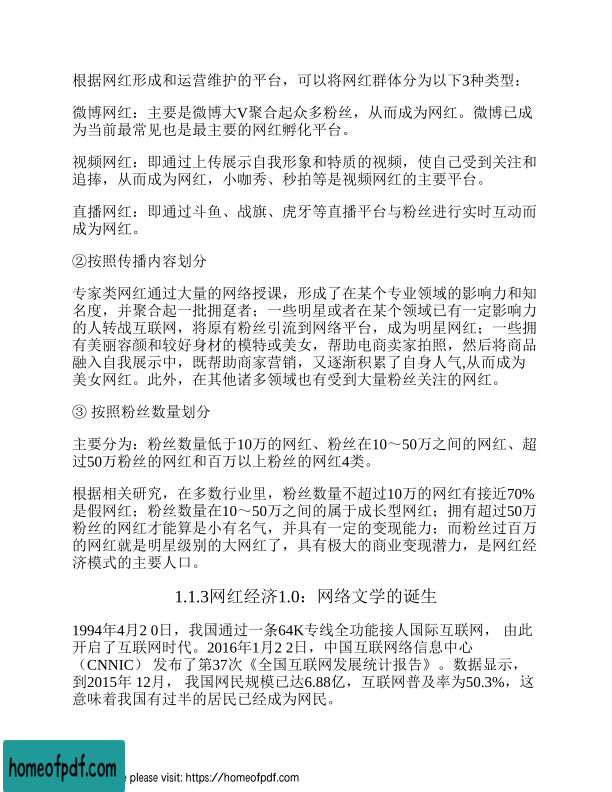 根据网红形成和运营维护的平台，可以将网红群体分为以下3种类型：
微博网红：主要是微博大V聚合起众多粉丝，从而成为网红。微博已成
为当前最常见也是最主要的网红孵化平台。
视频网红：即通过上传展示自我形象和特质的视频，使自己受到关注和
追捧，从而成为网红，小咖秀、秒拍等是视频网红的主要平台。
直播网红：即通过斗鱼、战旗、虎牙等直播平台与粉丝进行实时互动而
成为网红。
②按照传播内容划分
专家类网红通过大量的网络授课，形成了在某个专业领域的影响力和知
名度，并聚合起一批拥趸者；一些明星或者在某个领域已有一定影响力
的人转战互联网，将原有粉丝引流到网络平台，成为明星网红；一些拥
有美丽容颜和较好身材的模特或美女，帮助电商卖家拍照，然后将商品
融入自我展示中，既帮助商家营销，又逐渐积累了自身人气,从而成为
美女网红。此外，在其他诸多领域也有受到大量粉丝关注的网红。
③ 按照粉丝数量划分
主要分为：粉丝数量低于10万的网红、粉丝在10～50万之间的网红、超
过50万粉丝的网红和百万以上粉丝的网红4类。
根据相关研究，在多数行业里，粉丝数量不超过10万的网红有接近70%
是假网红；粉丝数量在10～50万之间的属于成长型网红；拥有超过50万
粉丝的网红才能算是小有名气，并具有一定的变现能力；而粉丝过百万
的网红就是明星级别的大网红了，具有极大的商业变现潜力，是网红经
济模式的主要人口。
1.1.3网红经济1.0：网络文学的诞生
1994年4月2 0日，我国通过一条64K专线全功能接人国际互联网， 由此
开启了互联网时代。2016年1月2 2日，中国互联网络信息中心
（CNNIC） 发布了第37次《全国互联网发展统计报告》。数据显示，
到2015年 12月， 我国网民规模已达6.88亿，互联网普及率为50.3%，这
意味着我国有过半的居民已经成为网民。
homeofpdf.com
e please visit: https://homeofpdf.com